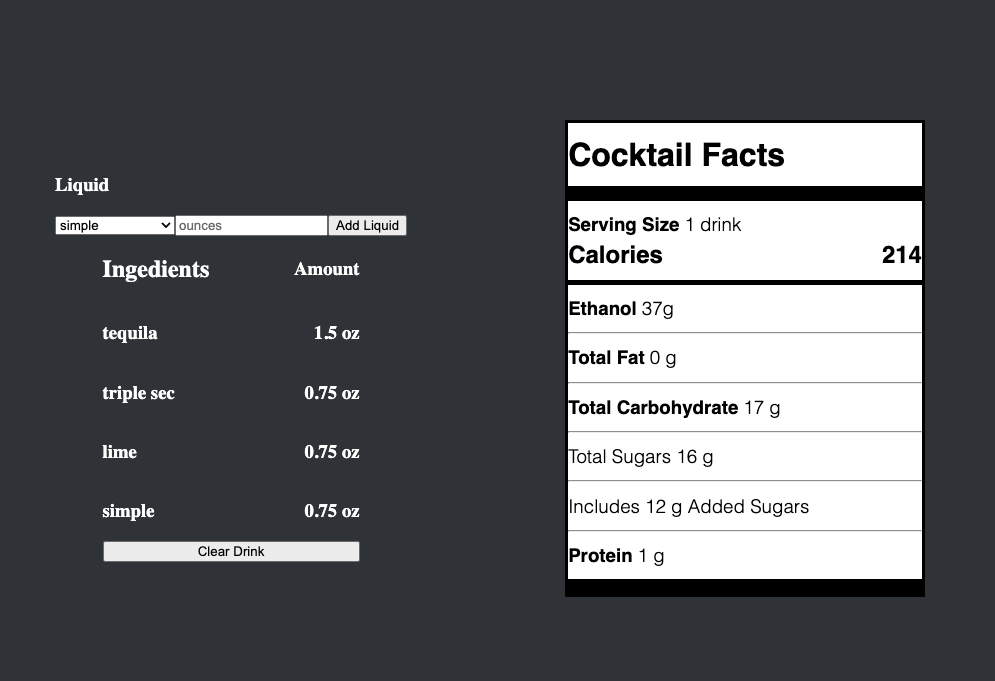 Liquid
simple ounces Add Liquid
Ingedients Amount
tequila 1.5 oz
triple sec 0.75 oz
lime 0.75 oz
simple 0.75 oz
Clear Drink
Cocktail Facts
Serving Size 1 drink
Calories 214
Ethanol 37g
Total Fat 0 g
Total Carbohydrate 17 g
Total Sugars 16 g
Includes 12 g Added Sugars
Protein 1 g